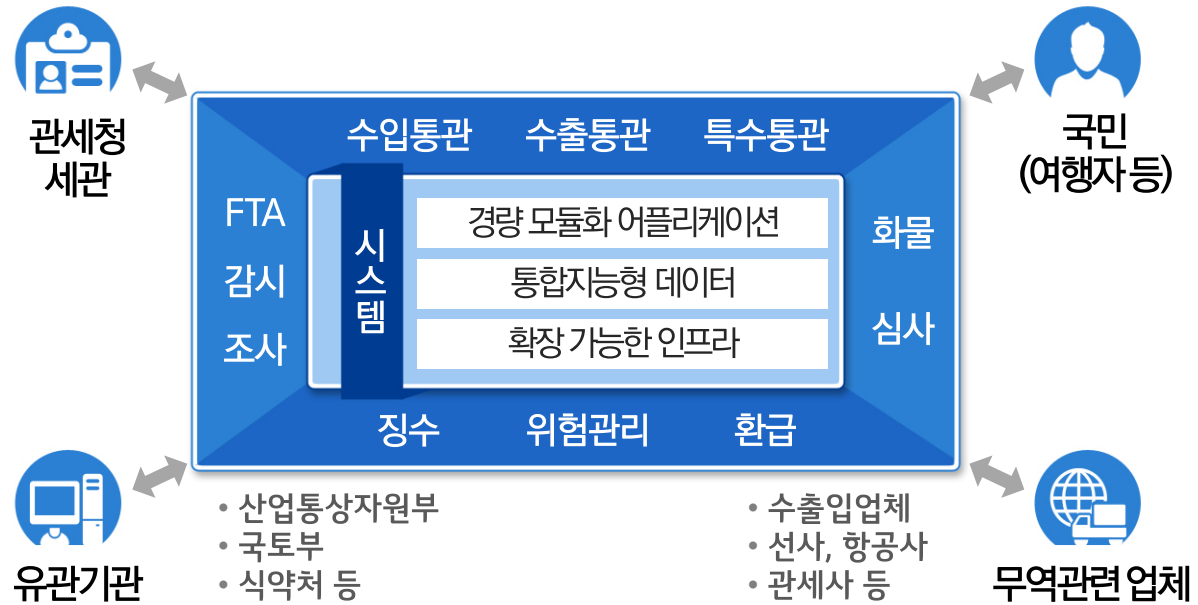 관세청
세관
국민
(여행자 등)
수입통관
수출통관
특수통관
FTA
감시
조사
시스템
경량 모듈화 어플리케이션
통합지능형 데이터
확장 가능한 인프라
화물
심사
징수
위험관리
환급
유관기관
• 산업통상자원부
• 국토부
• 식약처 등
• 수출입업체
• 선사, 항공사
• 관세사 등
무역관련 업체